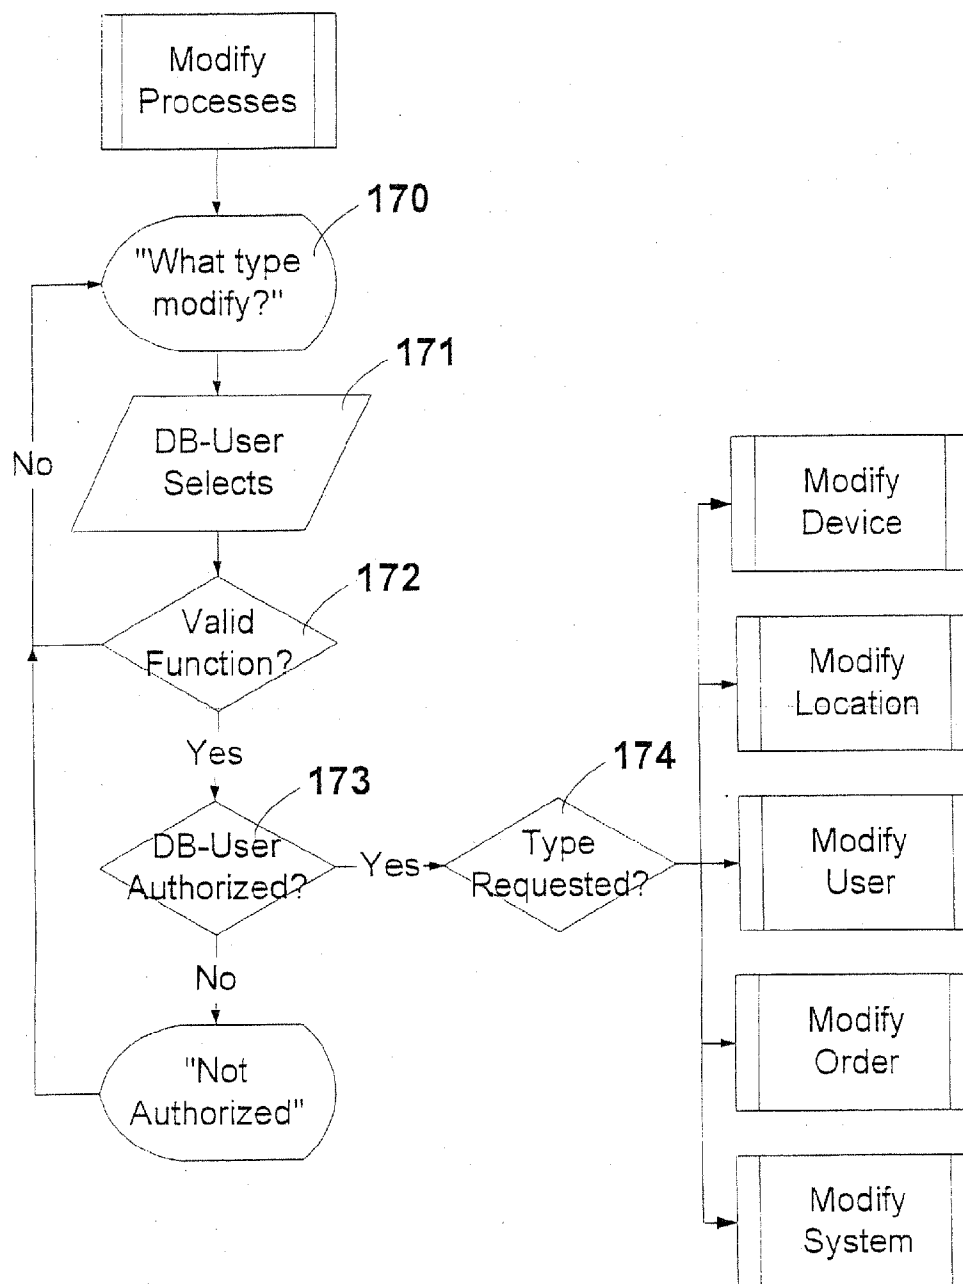 Modify
Processes
170
"What type
modify?"
171
DB-User
Selects
No
172
Valid
Function?
Yes
173
DB-User
Authorized?
Yes
174
Type
Requested?
No
"Not
Authorized"
Modify
Device
Modify
Location
Modify
User
Modify
Order
Modify
System